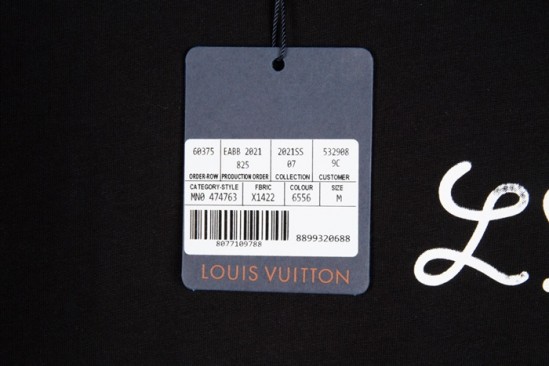 60375 EABB 2021 2021SS 532908
825 07 9C
ORDER-ROW PRODUCTION ORDER COLLECTION CUSTOMER
CATEGORY-STYLE FBRIC COLOUR SIZE
MN0 474763 X1422 6556 M
8077109788 8899320688
LOUIS VUITTON
L